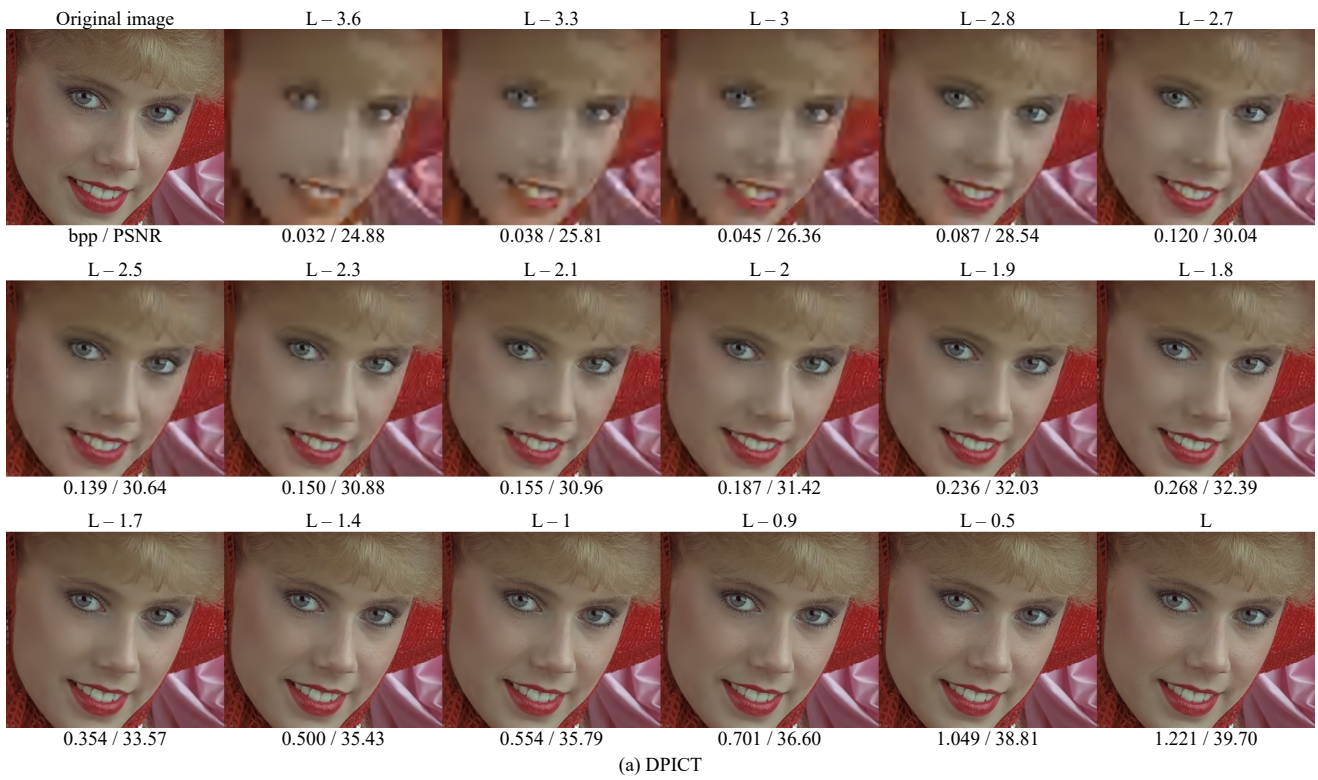 Original image L – 3.6 L – 3.3 L – 3 L – 2.8 L – 2.7
bpp / PSNR 0.032 / 24.88 0.038 / 25.81 0.045 / 26.36 0.087 / 28.54 0.120 / 30.04
L – 2.5 L – 2.3 L – 2.1 L – 2 L – 1.9 L – 1.8
0.139 / 30.64 0.150 / 30.88 0.155 / 30.96 0.187 / 31.42 0.236 / 32.03 0.268 / 32.39
L – 1.7 L – 1.4 L – 1 L – 0.9 L – 0.5 L
0.354 / 33.57 0.500 / 35.43 0.554 / 35.79 0.701 / 36.60 1.049 / 38.81 1.221 / 39.70
(a) DPICT